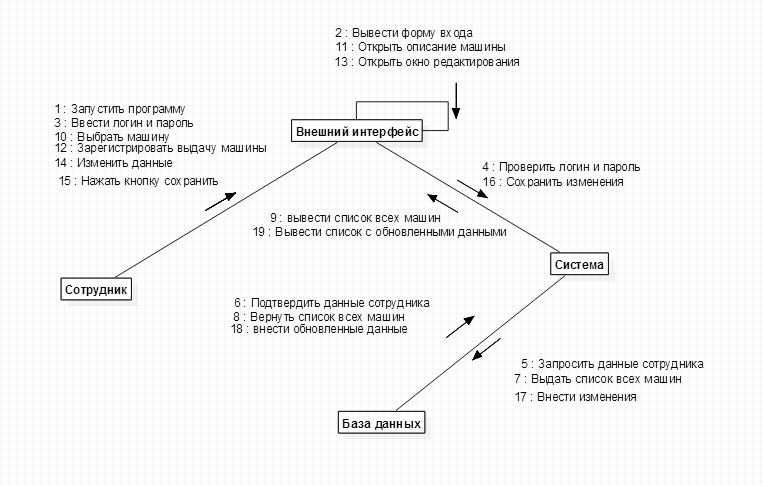 2 : Вывести форму входа
11 : Открыть описание машины
13 : Открыть окно редактирования
1 : Запустить программу
3 : Ввести логин и пароль
10 : Выбрать машину
12 : Зарегистрировать выдачу машины
14 : Изменить данные
15 : Нажать кнопку сохранить
Внешний интерфейс
4 : Проверить логин и пароль
16 : Сохранить изменения
9 : вывести список всех машин
19 : Вывести список с обновленными данными
Сотрудник
Система
6 : Подтвердить данные сотрудника
8 : Вернуть список всех машин
18 : внести обновленные данные
5 : Запросить данные сотрудника
7 : Выдать список всех машин
17 : Внести изменения
База данных